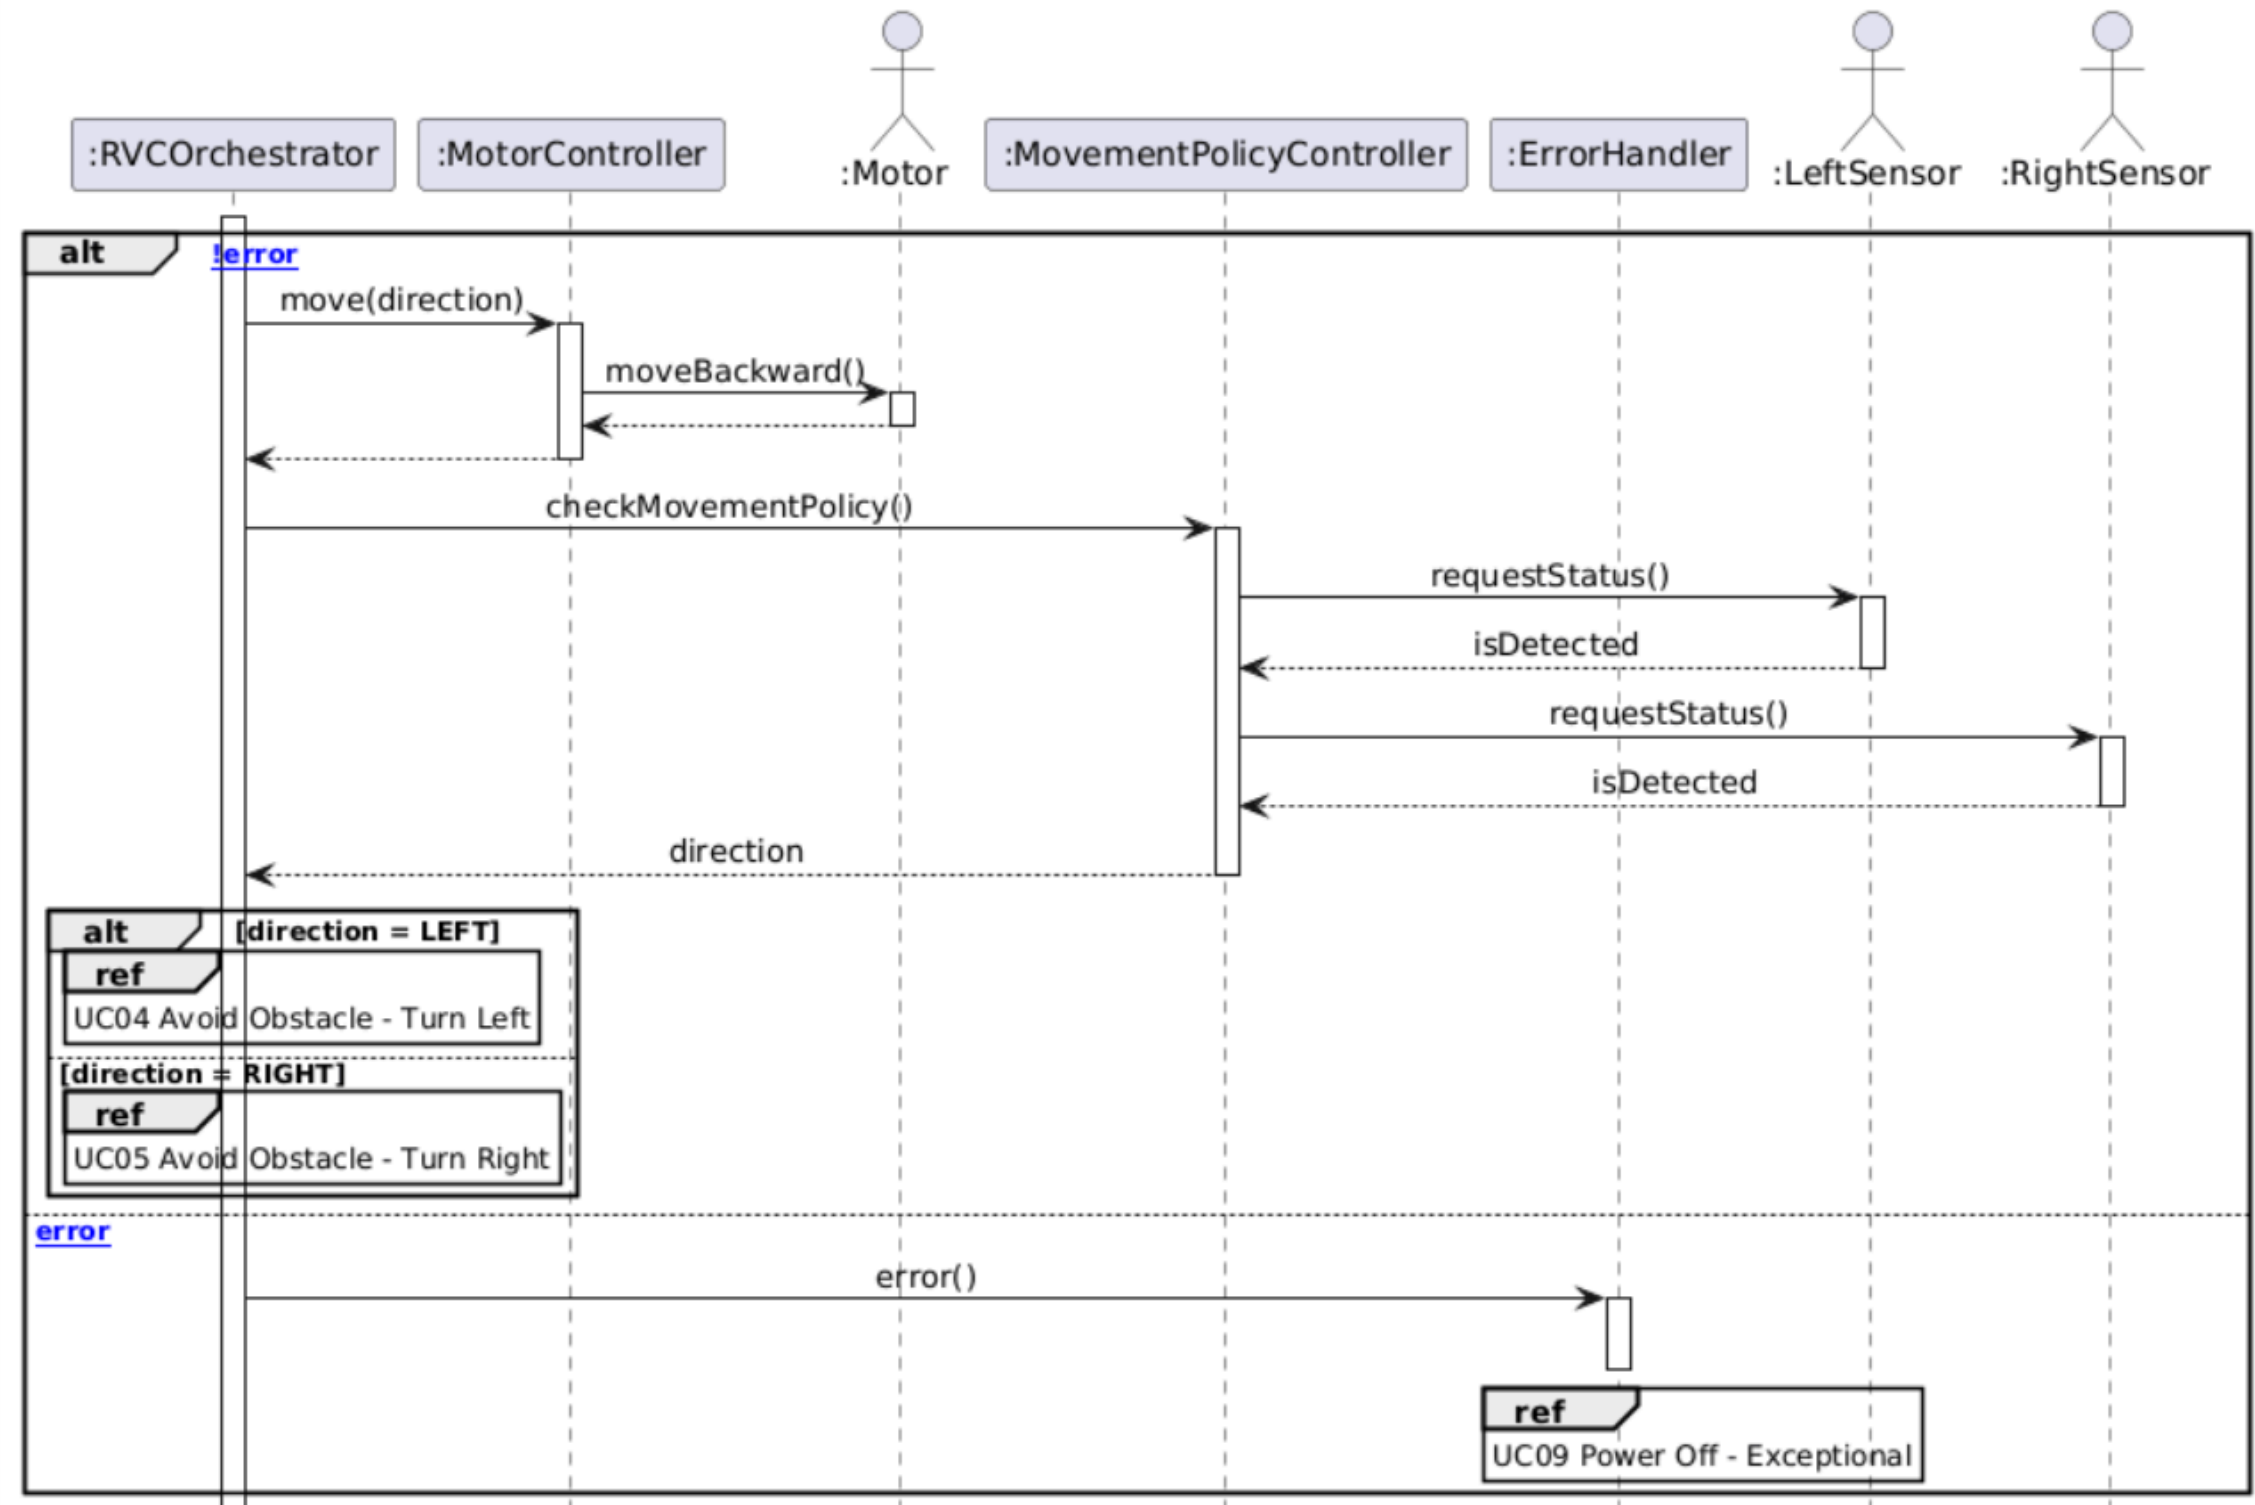 :RVCOrchestrator
:MotorController
:Motor
:MovementPolicyController
:ErrorHandler
:LeftSensor
:RightSensor
alt
!error
move(direction)
moveBackward()
checkMovementPolicy()
requestStatus()
isDetected
requestStatus()
isDetected
direction
alt
[direction = LEFT]
ref
UC04 Avoid Obstacle - Turn Left
[direction = RIGHT]
ref
UC05 Avoid Obstacle - Turn Right
error
error()
ref
UC09 Power Off - Exceptional